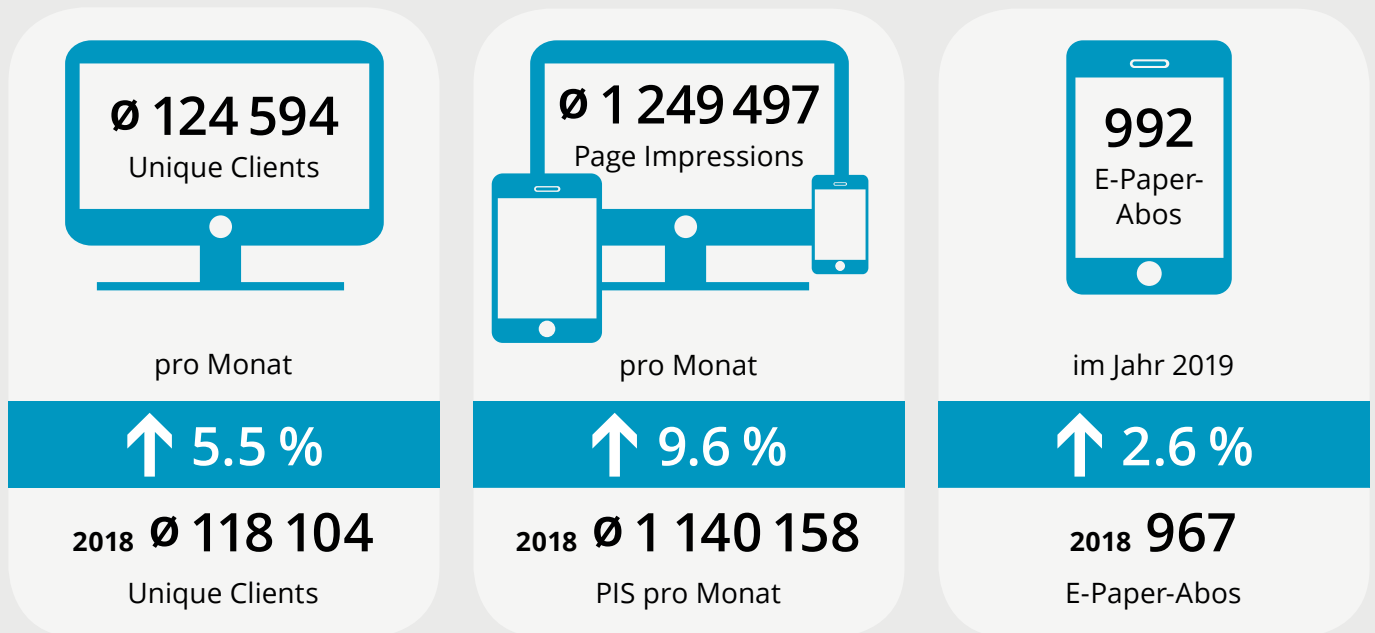 ø 124 594
Unique Clients
pro Monat
5.5 %
2018 ø 118 104
Unique Clients
ø 1 249 497
Page Impressions
pro Monat
9.6 %
2018 ø 1 140 158
PIS pro Monat
992
E-Paper-
Abos
im Jahr 2019
2.6 %
2018 967
E-Paper-Abos